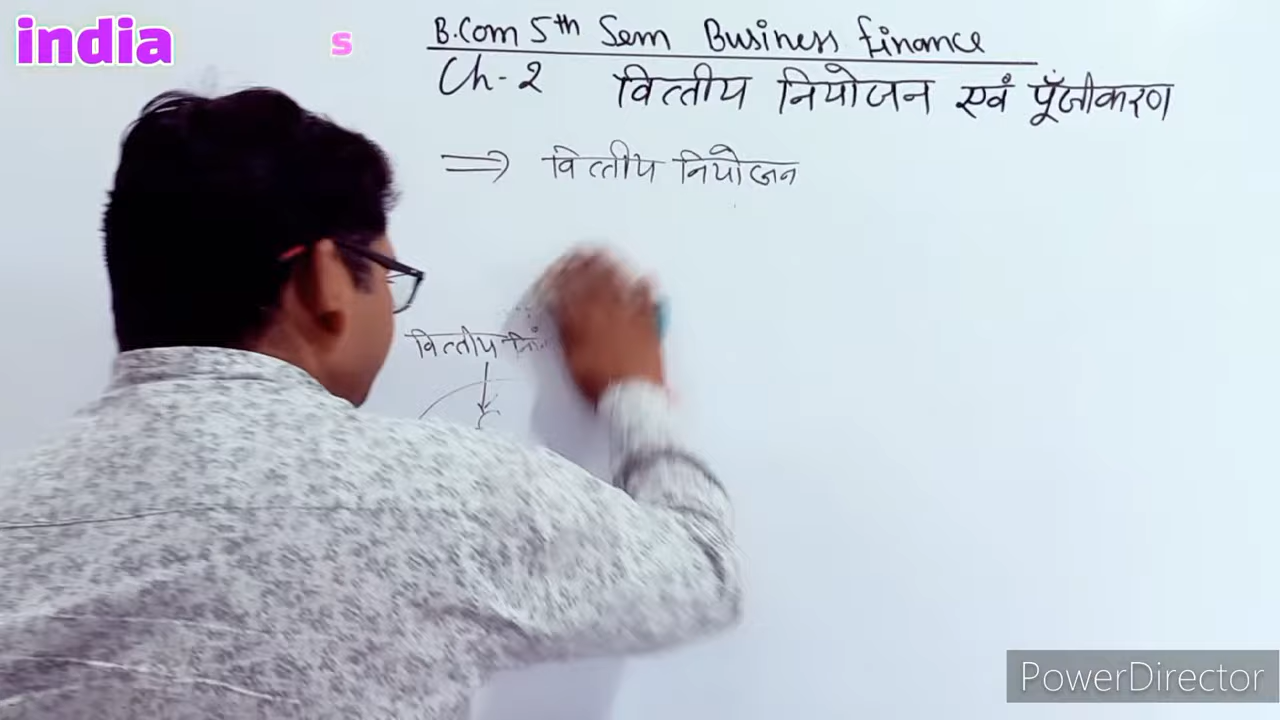 india s
B.Com 5th Sem Business finance
Ch-2 वित्तीय नियोजन एवं पूँजीकरण
⇒ वित्तीय नियोजन
वित्तीय
PowerDirector